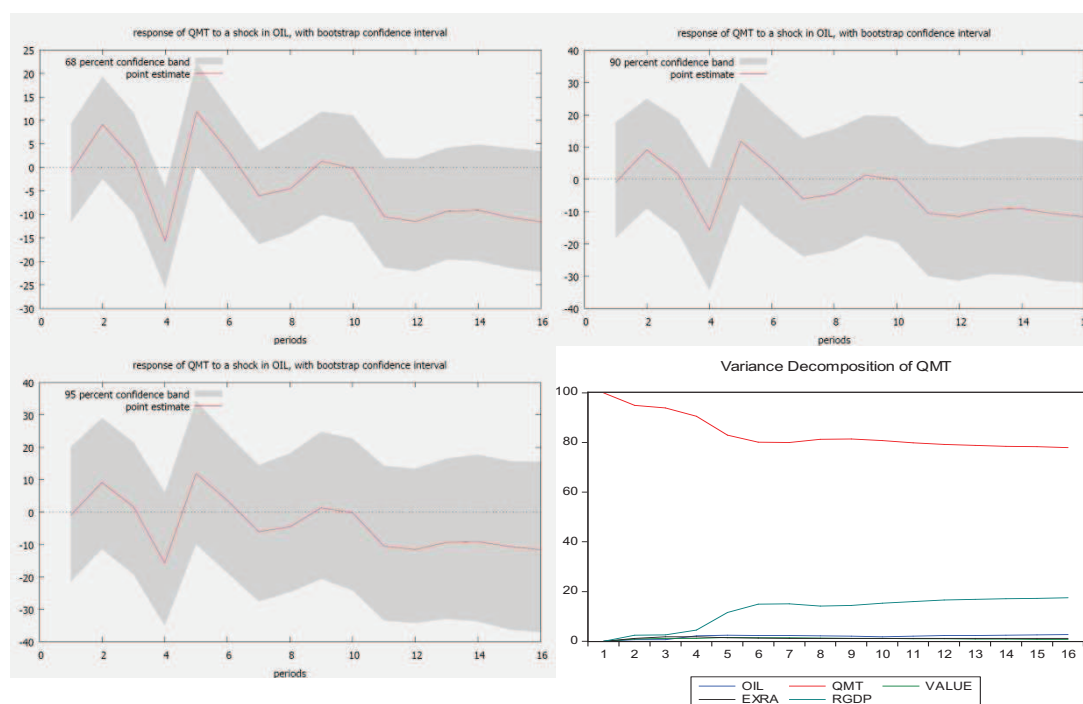 response of QMT to a shock in OIL, with bootstrap confidence interval
68 percent confidence band
point estimate
25
20
15
10
5
0
-5
-10
-15
-20
-25
-30
0 2 4 6 8 10 12 14 16
periods
response of QMT to a shock in OIL, with bootstrap confidence interval
90 percent confidence band
point estimate
40
30
20
10
0
-10
-20
-30
-40
0 2 4 6 8 10 12 14 16
periods
response of QMT to a shock in OIL, with bootstrap confidence interval
95 percent confidence band
point estimate
40
30
20
10
0
-10
-20
-30
-40
0 2 4 6 8 10 12 14 16
periods
Variance Decomposition of QMT
100
80
60
40
20
0
1 2 3 4 5 6 7 8 9 10 11 12 13 14 15 16
OIL QMT VALUE
EXRA RGDP